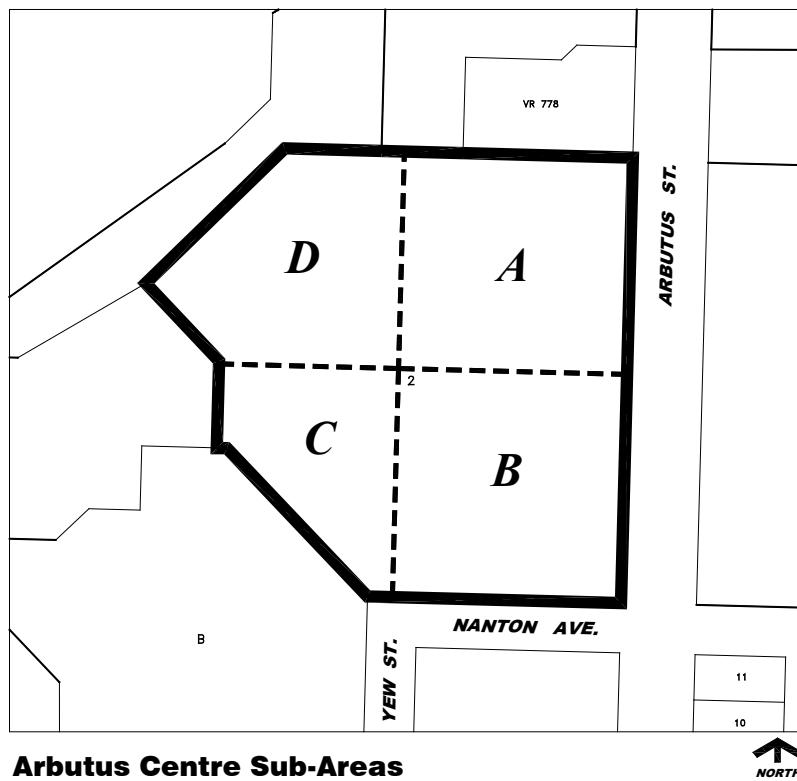 VR 778
ARBUTUS ST.
D
A
2
C
B
NANTON AVE.
B
YEW ST.
11
10
Arbutus Centre Sub-Areas
NORTH